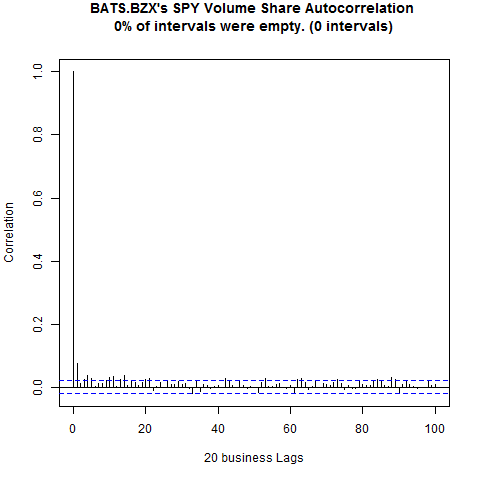 BATS.BZX's SPY Volume Share Autocorrelation
0% of intervals were empty. (0 intervals)
Correlation
1.0
0.8
0.6
0.4
0.2
0.0
0 20 40 60 80 100
20 business Lags